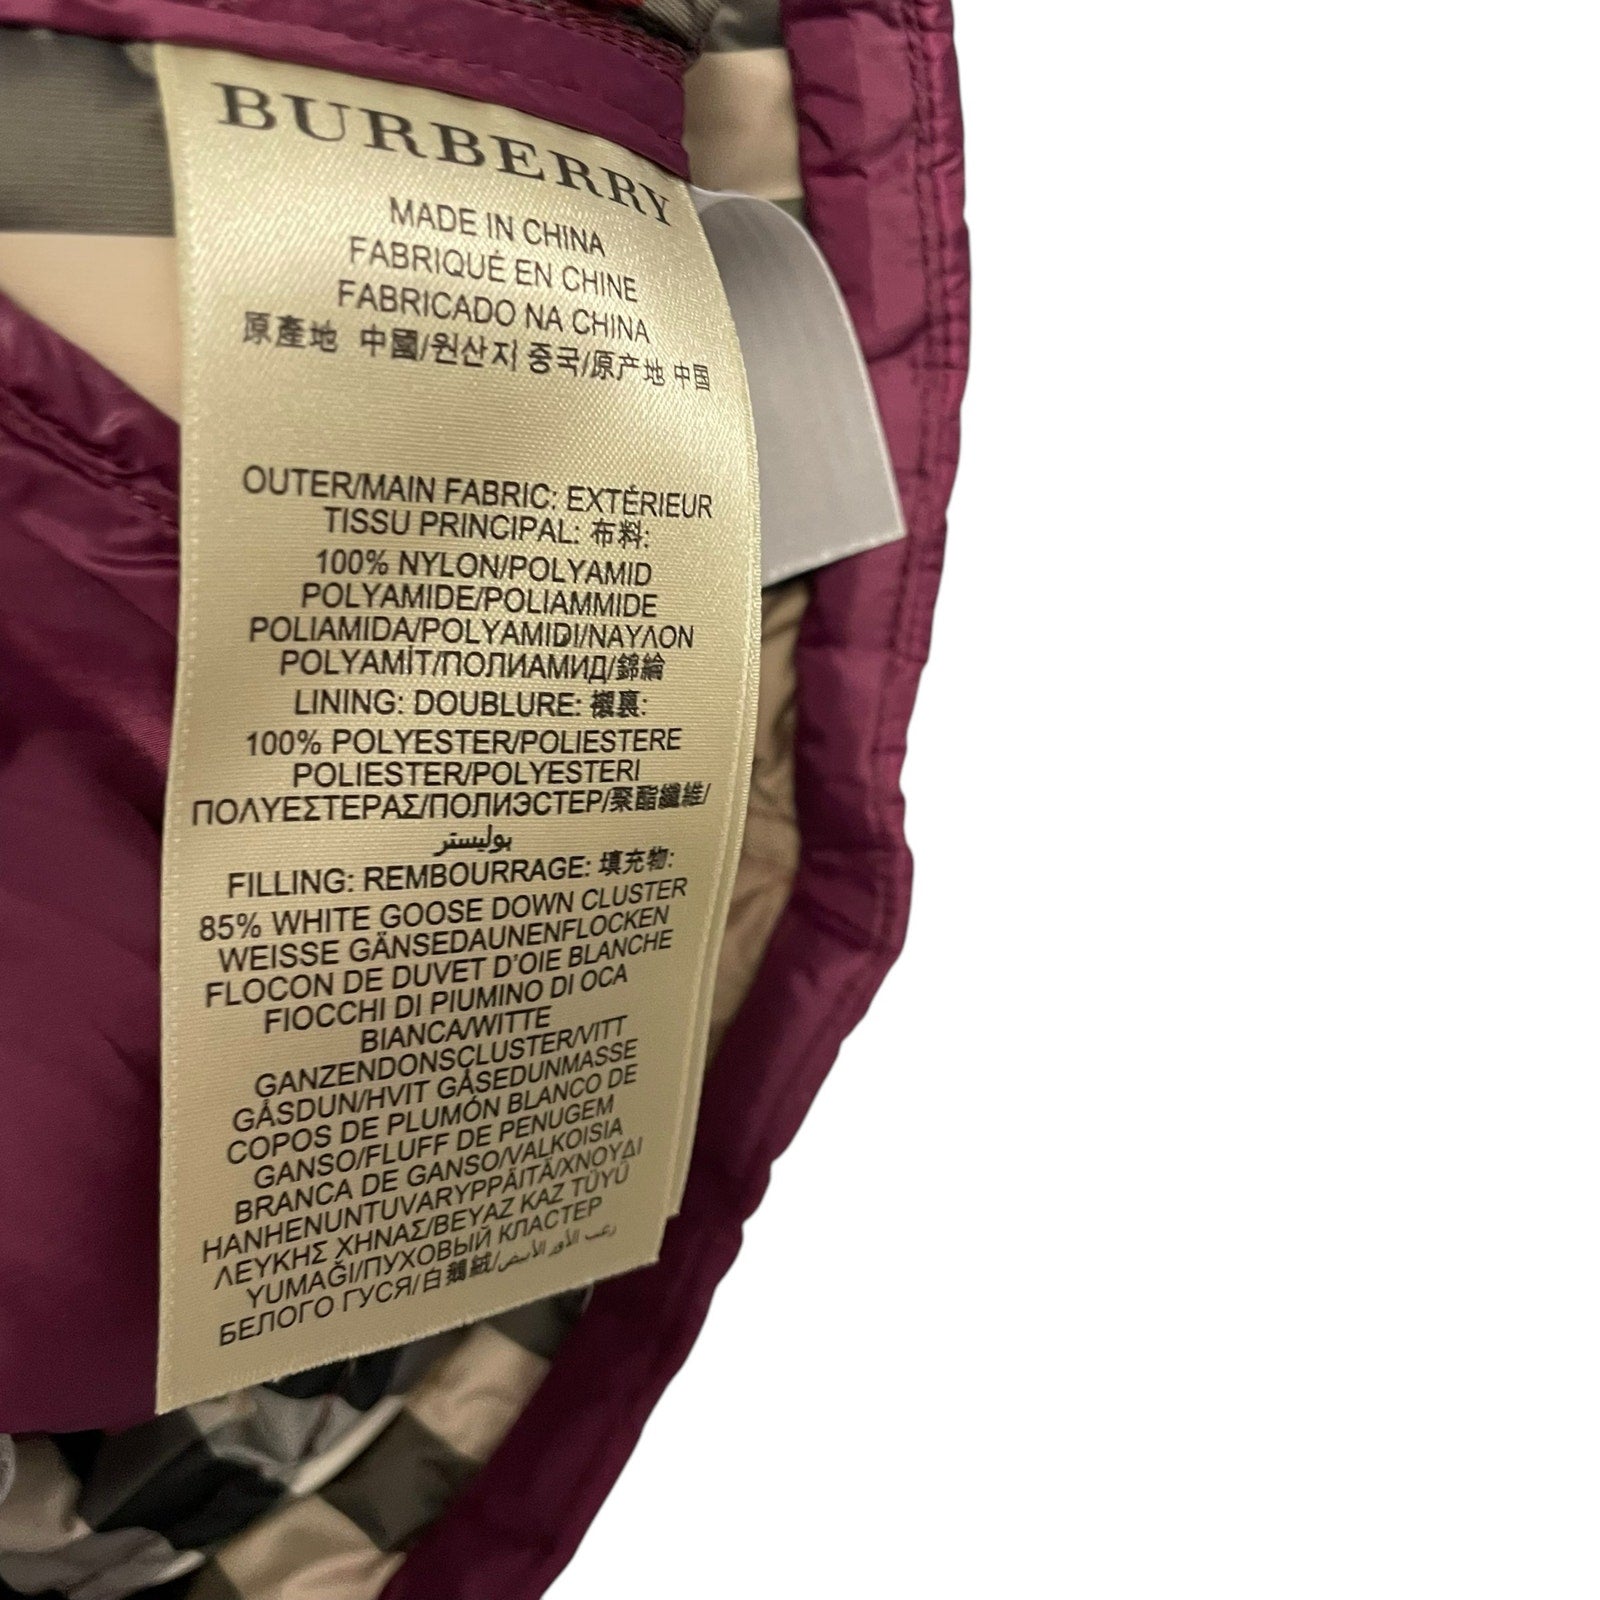 BURBERRY
MADE IN CHINA
FABRIQUÉ EN CHINE
FABRICADO NA CHINA
原產地 中國/원산지 중국/原产地 中国
OUTER/MAIN FABRIC: EXTÉRIEUR
TISSU PRINCIPAL: 布料:
100% NYLON/POLYAMID
POLYAMIDE/POLIAMMIDE
POLIAMIDA/POLYAMIDI/ΝΑΥΛΟΝ
POLYAMİT/ПОЛИАМИД/錦綸
LINING: DOUBLURE: 襯裏:
100% POLYESTER/POLIESTERE
POLIESTER/POLYESTERI
ΠΟΛΥΕΣΤΕΡΑΣ/ПОЛИЭСТЕР/聚酯纖維/
بوليستر
FILLING: REMBOURRAGE: 填充物:
85% WHITE GOOSE DOWN CLUSTER
WEISSE GÄNSEDAUNENFLOCKEN
FLOCON DE DUVET D'OIE BLANCHE
FIOCCHI DI PIUMINO DI OCA
BIANCA/WITTE
GANZENDONSCLUSTER/VITT
GÅSDUN/HVIT GÅSEDUNMASSE
COPOS DE PLUMÓN BLANCO DE
GANSO/FLUFF DE PENUGEM
BRANCA DE GANSO/VALKOISIA
HANHENUNTUVARYPPÄITÄ/ΧΝΟΥΔΙ
ΛΕΥΚΗΣ ΧΗΝΑΣ/BEYAZ KAZ TÜYÜ
YUMAĞI/ПУХОВЫЙ КЛАСТЕР
БЕЛОГО ГУСЯ/白鵝絨/زغب الأوز الأبيض